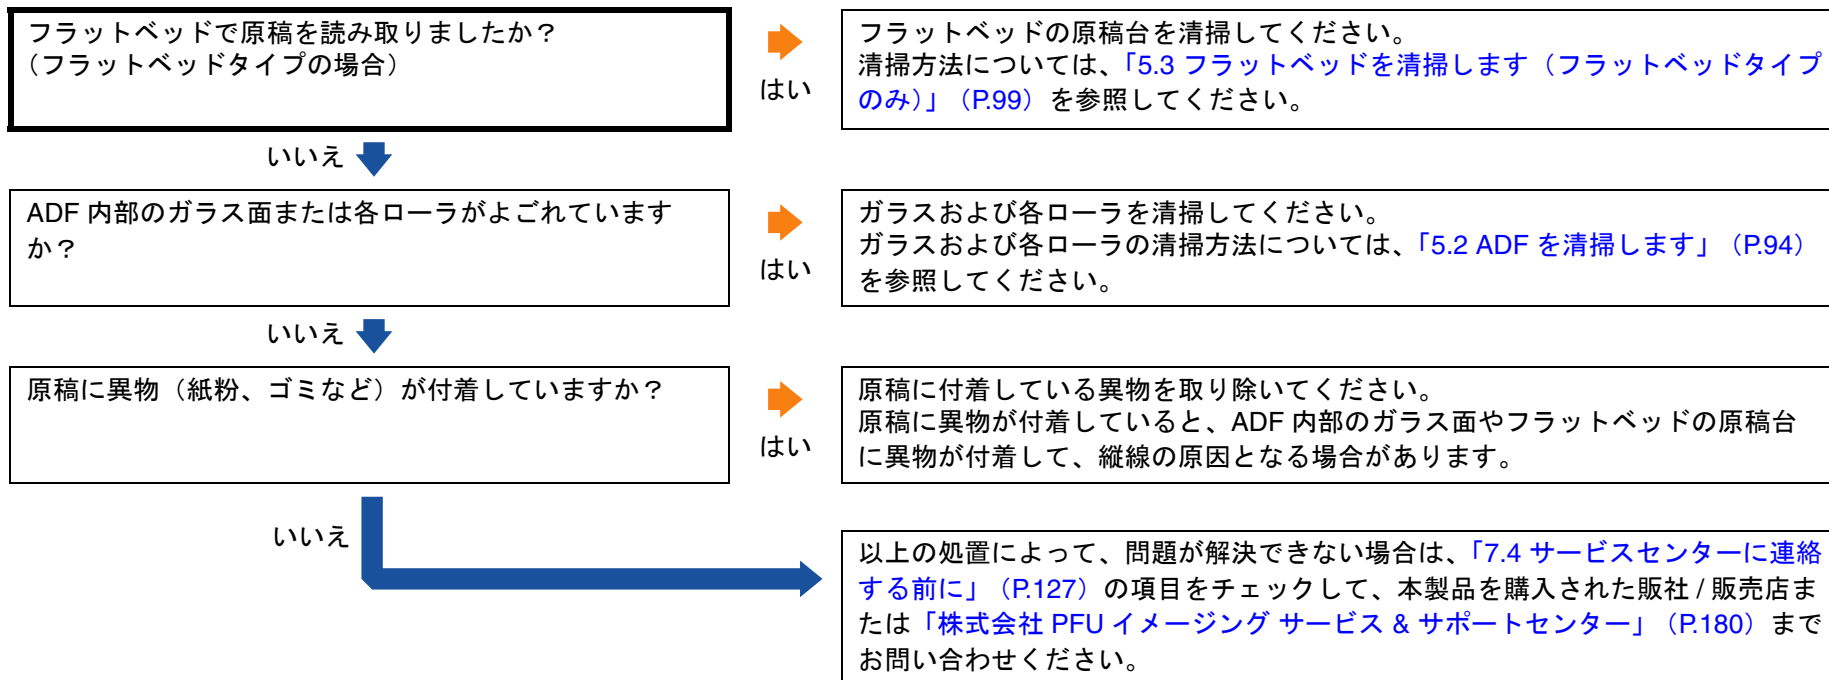 フラットベッドで原稿を読み取りましたか？
（フラットベッドタイプの場合）
はい
フラットベッドの原稿台を清掃してください。
清掃方法については、「5.3 フラットベッドを清掃します（フラットベッドタイプ
のみ）」（P.99）を参照してください。
いいえ
ADF 内部のガラス面または各ローラがよごれています
か？
はい
ガラスおよび各ローラを清掃してください。
ガラスおよび各ローラの清掃方法については、「5.2 ADF を清掃します」（P.94）
を参照してください。
いいえ
原稿に異物（紙粉、ゴミなど）が付着していますか？
はい
原稿に付着している異物を取り除いてください。
原稿に異物が付着していると、ADF 内部のガラス面やフラットベッドの原稿台
に異物が付着して、縦線の原因となる場合があります。
いいえ
以上の処置によって、問題が解決できない場合は、「7.4 サービスセンターに連絡
する前に」（P.127）の項目をチェックして、本製品を購入された販社 / 販売店ま
たは「株式会社 PFU イメージング サービス & サポートセンター」（P.180）まで
お問い合わせください。